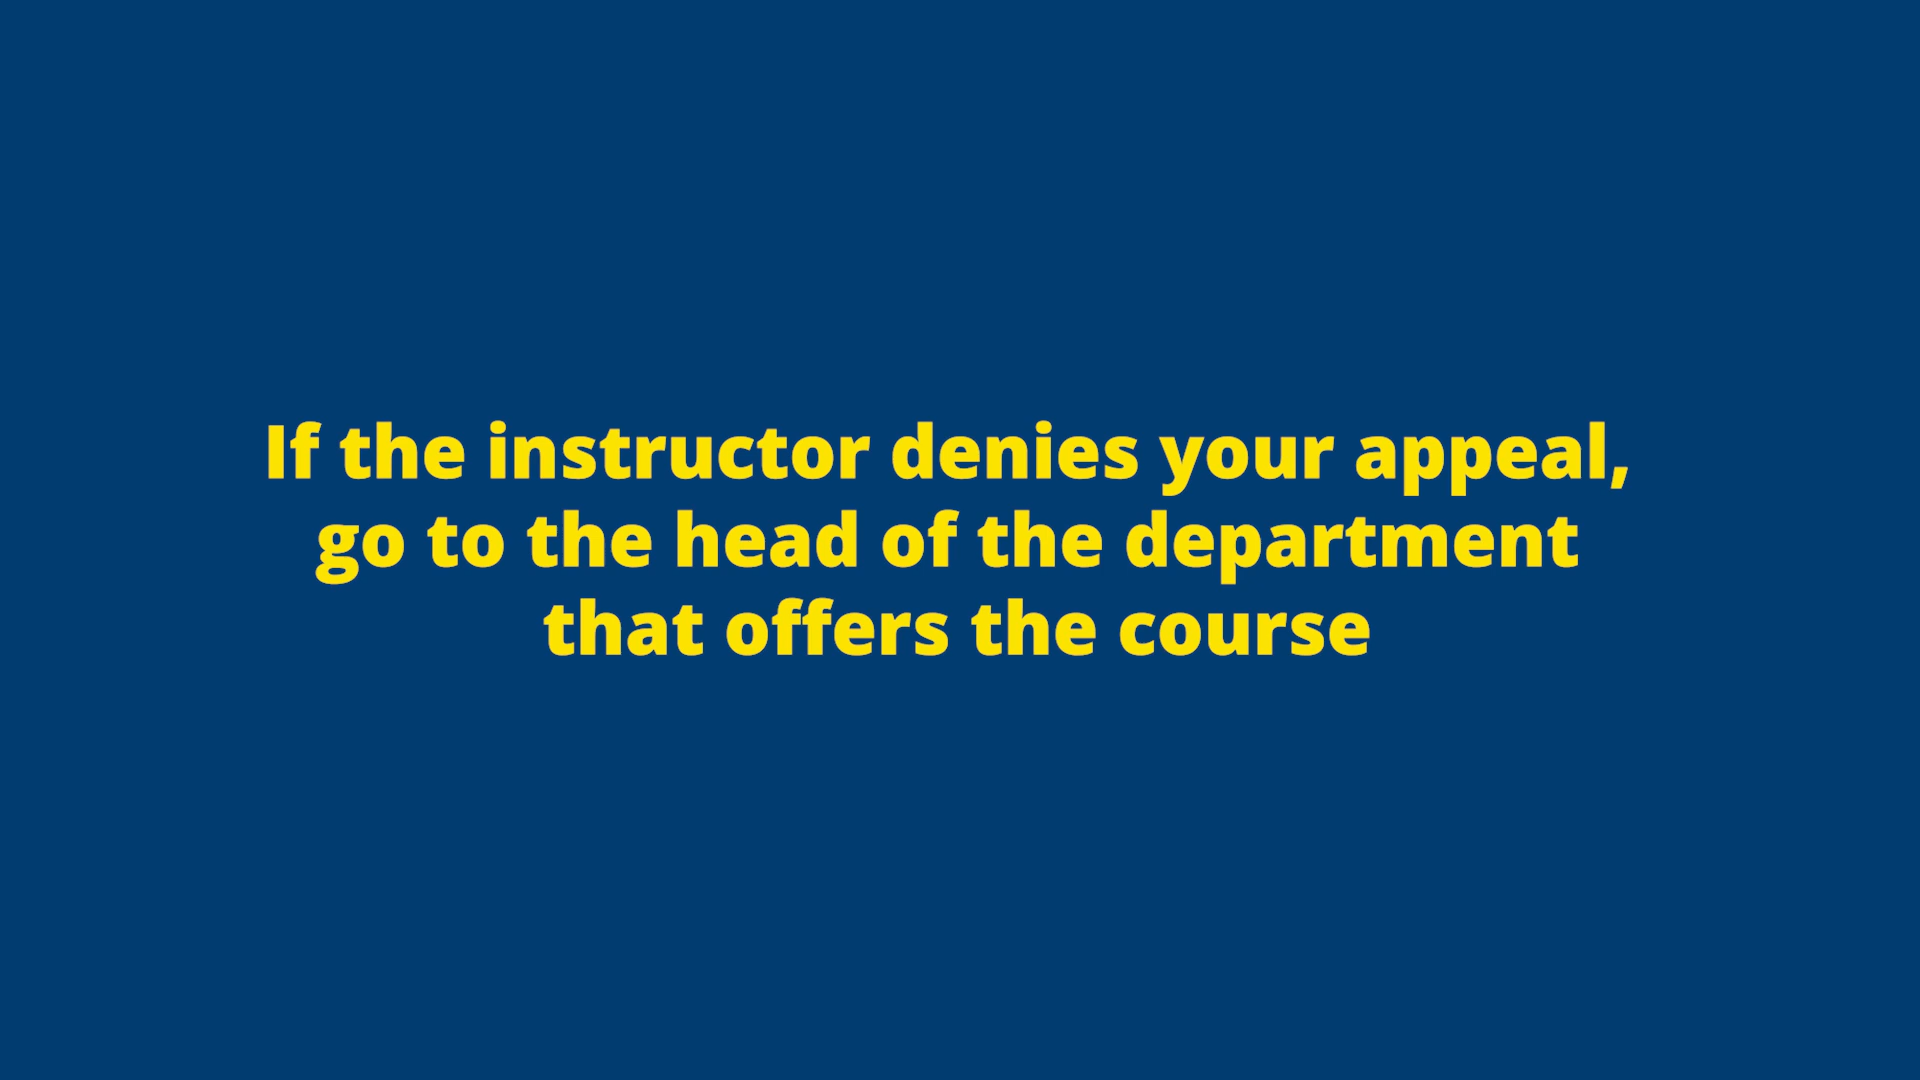 If the instructor denies your appeal,
go to the head of the department
that offers the course